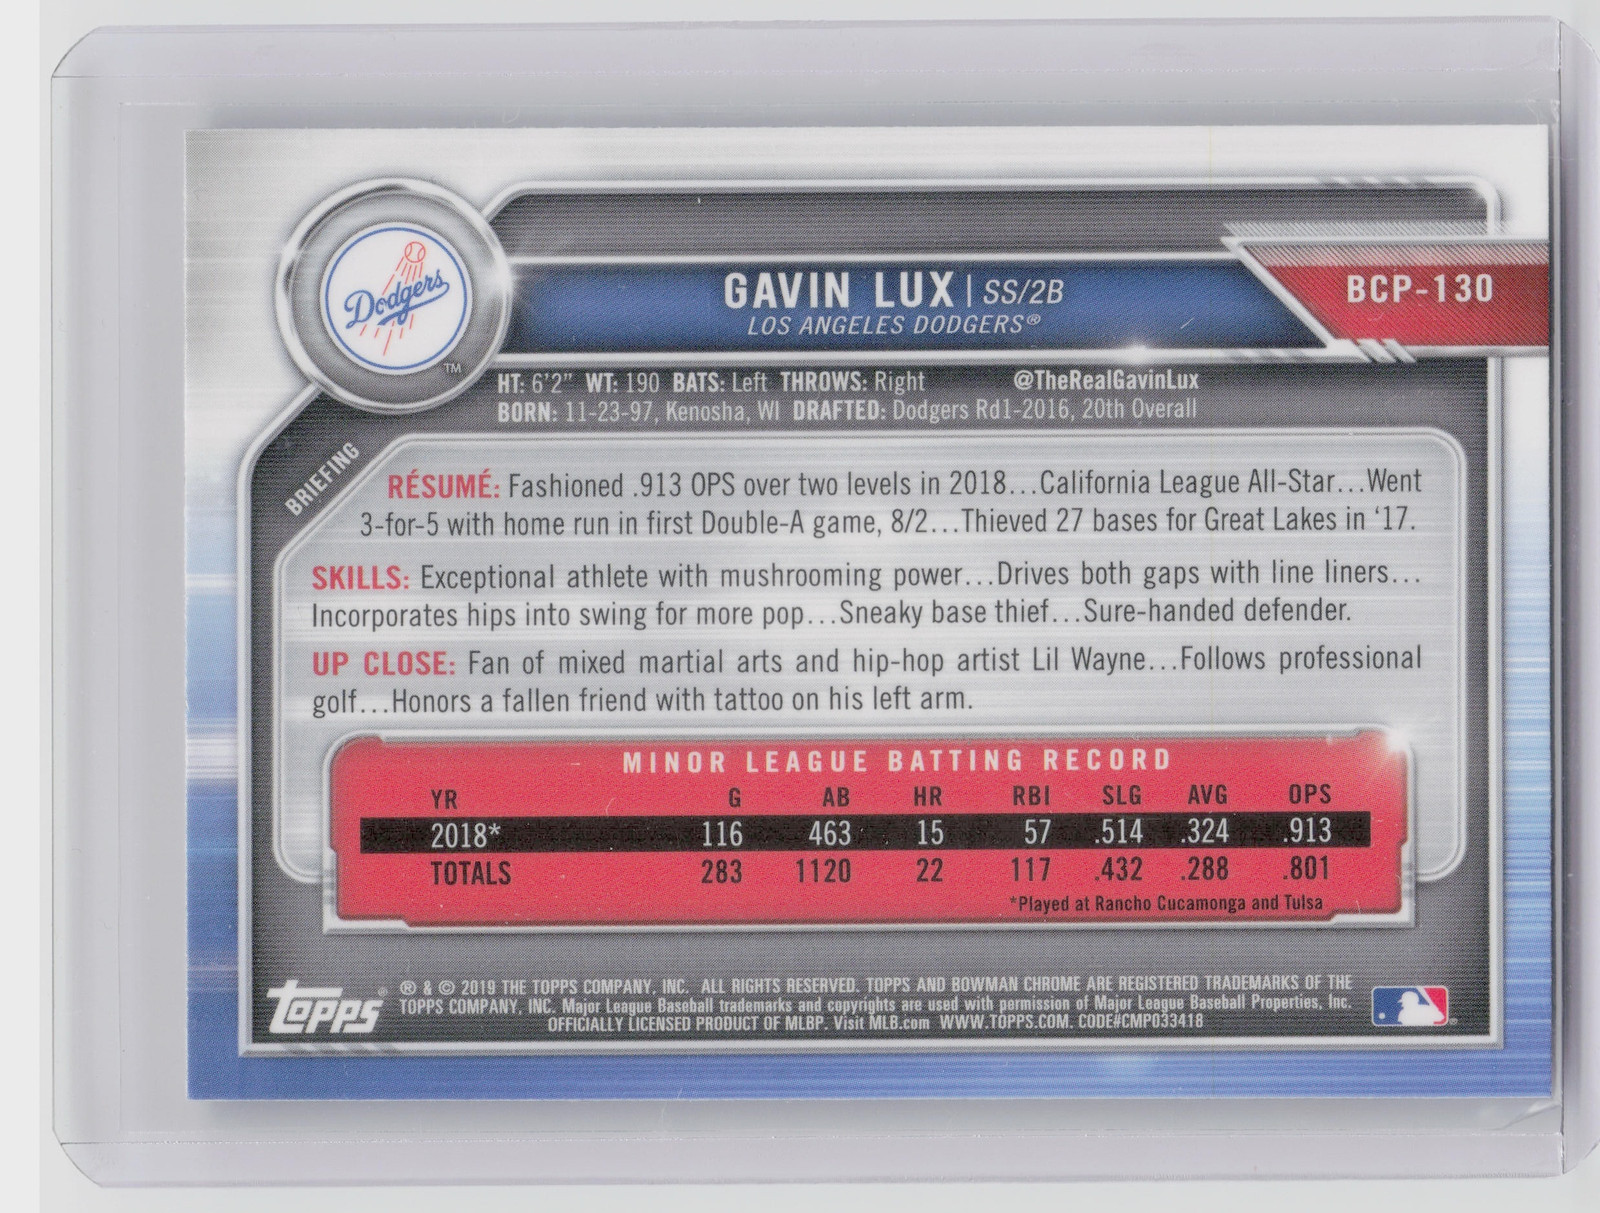 Dodgers
TM
GAVIN LUX | SS/2B
LOS ANGELES DODGERS®
BCP-130
HT: 6'2" WT: 190 BATS: Left THROWS: Right @TheRealGavinLux
BORN: 11-23-97, Kenosha, WI DRAFTED: Dodgers Rd1-2016, 20th Overall
BRIEFING
RÉSUMÉ: Fashioned .913 OPS over two levels in 2018...California League All-Star...Went
3-for-5 with home run in first Double-A game, 8/2...Thieved 27 bases for Great Lakes in ‘17.
SKILLS: Exceptional athlete with mushrooming power...Drives both gaps with line liners...
Incorporates hips into swing for more pop...Sneaky base thief...Sure-handed defender.
UP CLOSE: Fan of mixed martial arts and hip-hop artist Lil Wayne...Follows professional
golf...Honors a fallen friend with tattoo on his left arm.
MINOR LEAGUE BATTING RECORD
YR G AB HR RBI SLG AVG OPS
2018* 116 463 15 57 .514 .324 .913
TOTALS 283 1120 22 117 .432 .288 .801
*Played at Rancho Cucamonga and Tulsa
topps ®
® & © 2019 THE TOPPS COMPANY, INC. ALL RIGHTS RESERVED. TOPPS AND BOWMAN CHROME ARE REGISTERED TRADEMARKS OF THE
TOPPS COMPANY, INC. Major League Baseball trademarks and copyrights are used with permission of Major League Baseball Properties, Inc.
OFFICIALLY LICENSED PRODUCT OF MLBP. Visit MLB.com WWW.TOPPS.COM. CODE#CMP033418